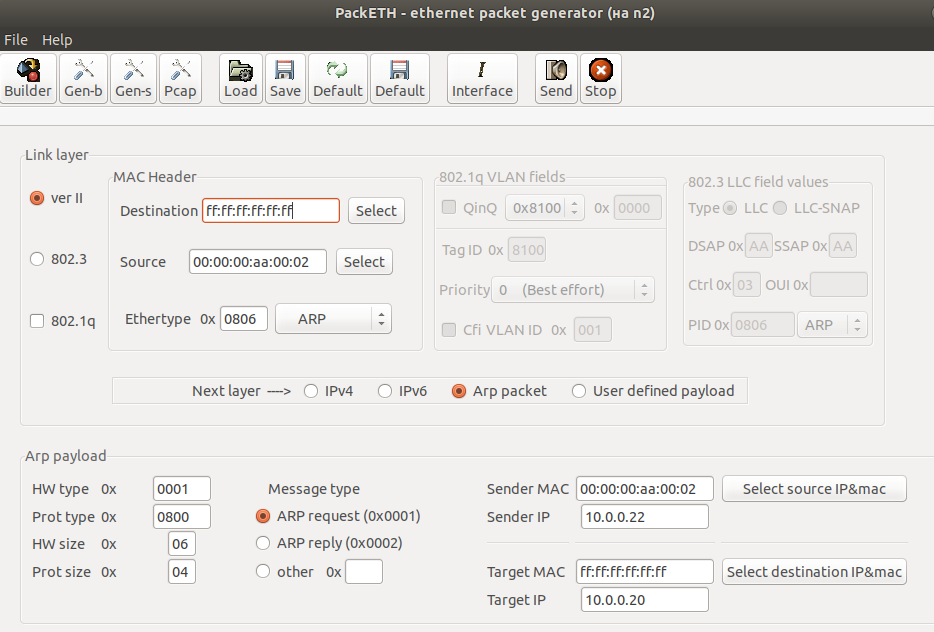 PackETH - ethernet packet generator (на n2)
File Help
Builder Gen-b Gen-s Pcap Load Save Default Default Interface Send Stop
Link layer
MAC Header
802.1q VLAN fields
802.3 LLC field values
ver II
Destination ff:ff:ff:ff:ff:ff Select
QinQ 0x8100 0x 0000
Type LLC LLC-SNAP
802.3
Source 00:00:00:aa:00:02 Select
Tag ID 0x 8100
DSAP 0x AA SSAP 0x AA
Priority 0 (Best effort)
Ctrl 0x 03 OUI 0x
802.1q
Ethertype 0x 0806 ARP
Cfi VLAN ID 0x 001
PID 0x 0806 ARP
Next layer ----> IPv4 IPv6 Arp packet User defined payload
Arp payload
HW type 0x 0001 Message type Sender MAC 00:00:00:aa:00:02 Select source IP&mac
Prot type 0x 0800 ARP request (0x0001) Sender IP 10.0.0.22
HW size 0x 06 ARP reply (0x0002)
Prot size 0x 04 other 0x Target MAC ff:ff:ff:ff:ff:ff Select destination IP&mac
Target IP 10.0.0.20